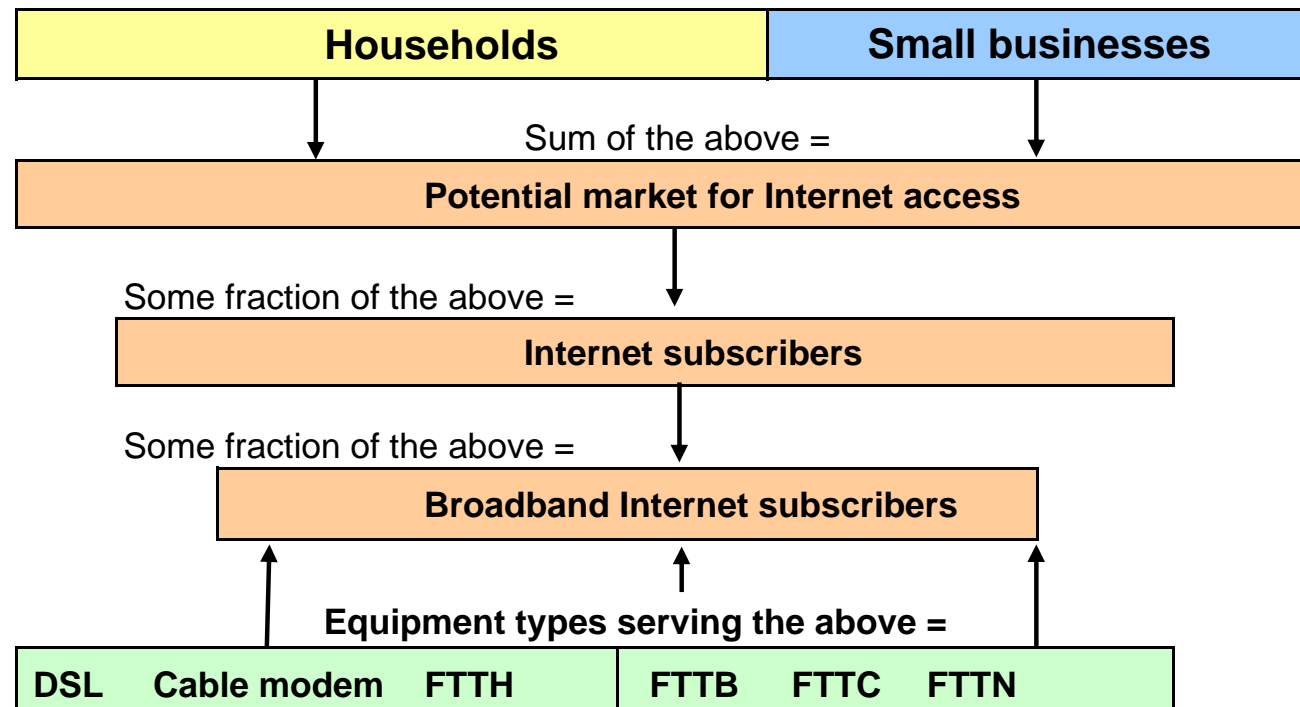 Households Small businesses
Sum of the above =
Potential market for Internet access
Some fraction of the above =
Internet subscribers
Some fraction of the above =
Broadband Internet subscribers
Equipment types serving the above =
DSL Cable modem FTTH FTTB FTTC FTTN